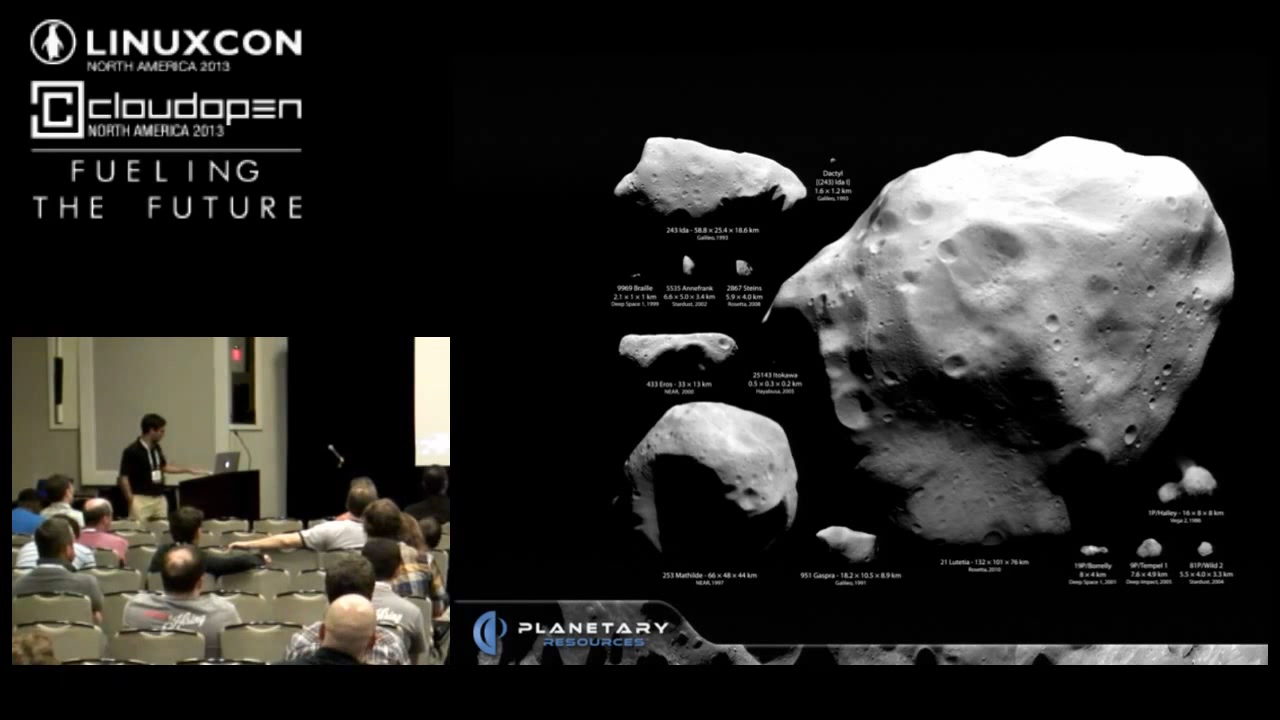 LINUXCON
NORTH AMERICA 2013
cloudopen
NORTH AMERICA 2013
FUELING
THE FUTURE
Dactyl
[(243) Ida I]
1.6 × 1.2 km
Galileo, 1993
243 Ida - 58.8 × 25.4 × 18.6 km
Galileo, 1993
9969 Braille
2.1 × 1 × 1 km
Deep Space 1, 1999
5535 Annefrank
6.6 × 5.0 × 3.4 km
Stardust, 2002
2867 Steins
5.9 × 4.0 km
Rosetta, 2008
433 Eros - 33 × 13 km
NEAR, 2000
25143 Itokawa
0.5 × 0.3 × 0.2 km
Hayabusa, 2005
253 Mathilde - 66 × 48 × 44 km
NEAR, 1997
951 Gaspra - 18.2 × 10.5 × 8.9 km
Galileo, 1991
21 Lutetia - 132 × 101 × 76 km
Rosetta, 2010
1P/Halley - 16 × 8 × 8 km
Vega 2, 1986
19P/Borrelly
8 × 4 km
Deep Space 1, 2001
9P/Tempel 1
7.6 × 4.9 km
Deep Impact, 2005
81P/Wild 2
5.5 × 4.0 × 3.3 km
Stardust, 2004
PLANETARY
RESOURCES